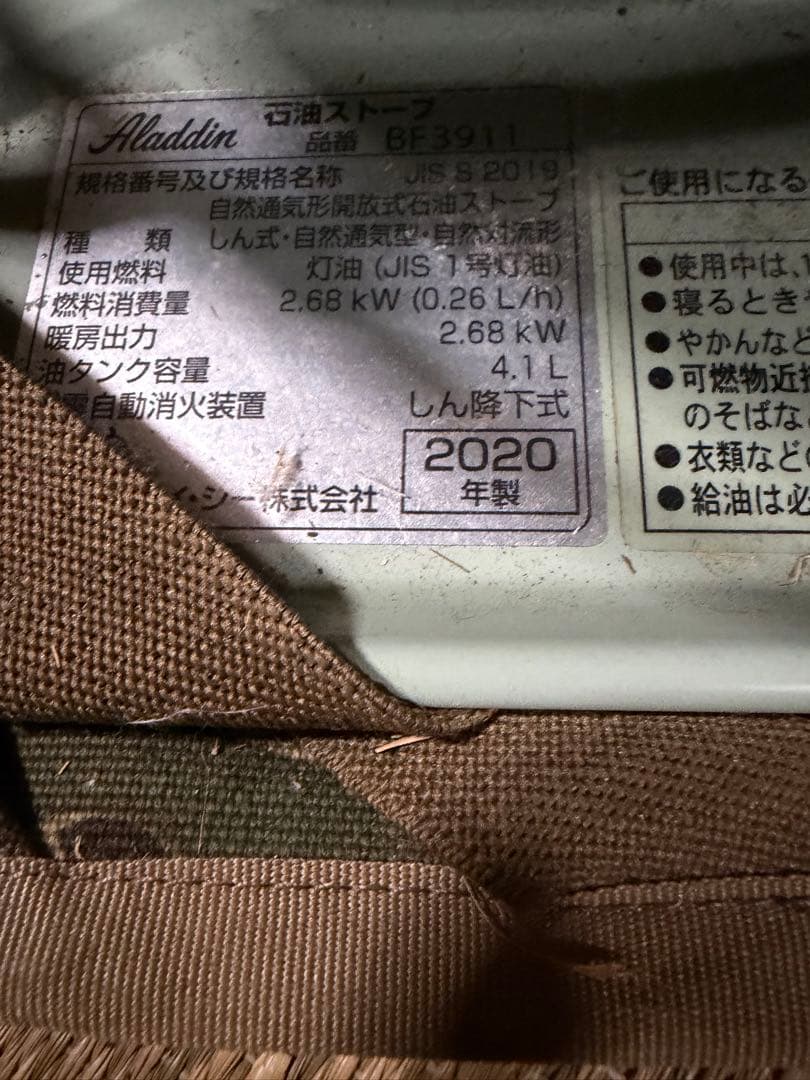 Aladdin 石油ストーブ
品番 BF3911
規格番号及び規格名称 JIS S 2019
自然通気形開放式石油ストーブ
種 類 しん式・自然通気型・自然対流形
使用燃料 灯油 (JIS 1号灯油)
燃料消費量 2.68 kW (0.26 L/h)
暖房出力 2.68 kW
油タンク容量 4.1 L
電自動消火装置 しん降下式
2020
年製
ィ・シー株式会社
ご使用になる
●使用中は、
●寝るとき
●やかんなど
●可燃物近接
のそばな
●衣類など
●給油は必